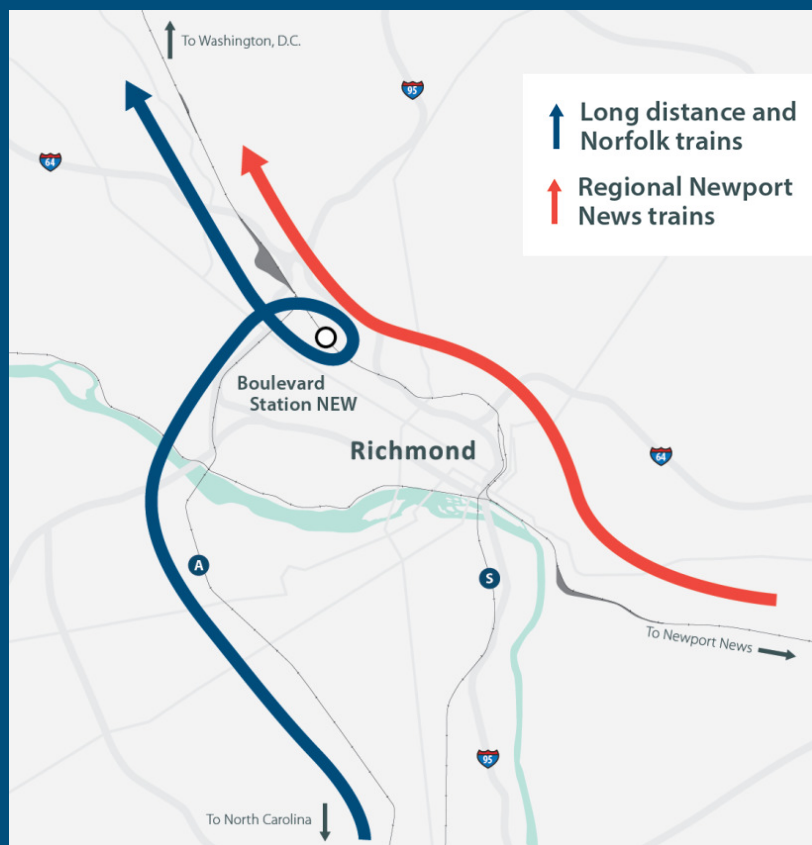 To Washington, D.C.
95
64
Long distance and
Norfolk trains
Regional Newport
News trains
Boulevard
Station NEW
Richmond
64
A
S
To Newport News
95
To North Carolina